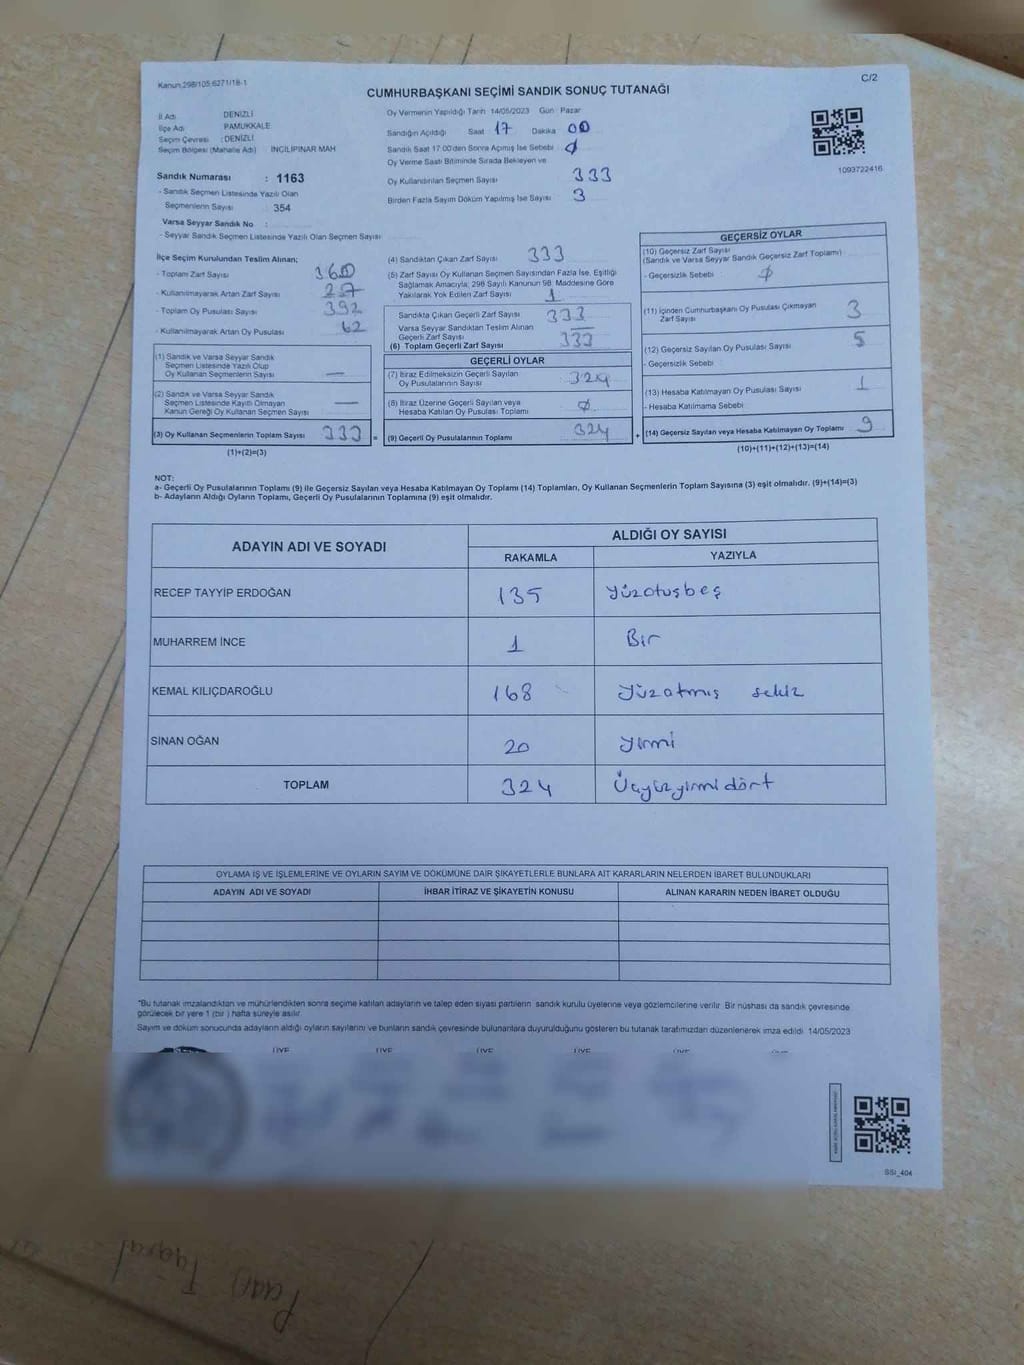 Kanun:298/105:6271/18-1
C/2
CUMHURBAŞKANI SEÇİMİ SANDIK SONUÇ TUTANAĞI
İl Adı DENİZLİ
İlçe Adı PAMUKKALE
Seçim Çevresi : DENİZLİ
Seçim Bölgesi (Mahalle Adı) : İNCİLİPINAR MAH
Sandık Numarası : 1163
- Sandık Seçmen Listesinde Yazılı Olan
Seçmenlerin Sayısı : 354
Varsa Seyyar Sandık No :
- Seyyar Sandık Seçmen Listesinde Yazılı Olan Seçmen Sayısı
Oy Vermenin Yapıldığı Tarih 14/05/2023 Gün : Pazar
Sandığın Açıldığı Saat 17 Dakika 00
Sandık Saat 17.00'den Sonra Açılmış İse Sebebi
Oy Verme Saati Bitiminde Sırada Bekleyen ve
Oy Kullandırılan Seçmen Sayısı 333
Birden Fazla Sayım Döküm Yapılmış İse Sayısı 3
1093722416
İlçe Seçim Kurulundan Teslim Alınan;
- Toplam Zarf Sayısı 360
- Kullanılmayarak Artan Zarf Sayısı 27
- Toplam Oy Pusulası Sayısı 392
- Kullanılmayarak Artan Oy Pusulası 62
(1) Sandık ve Varsa Seyyar Sandık
Seçmen Listesinde Yazılı Olup
Oy Kullanan Seçmenlerin Sayısı —
(2) Sandık ve Varsa Seyyar Sandık
Seçmen Listesinde Kayıtlı Olmayan
Kanun Gereği Oy Kullanan Seçmen Sayısı —
(3) Oy Kullanan Seçmenlerin Toplam Sayısı 333 =
(1)+(2)=(3)
(4) Sandıktan Çıkan Zarf Sayısı 333
(5) Zarf Sayısı Oy Kullanan Seçmen Sayısından Fazla İse, Eşitliği
Sağlamak Amacıyla; 298 Sayılı Kanunun 98. Maddesine Göre
Yakılarak Yok Edilen Zarf Sayısı 1
Sandıkta Çıkan Geçerli Zarf Sayısı 333
Varsa Seyyar Sandıktan Teslim Alınan
Geçerli Zarf Sayısı —
(6) Toplam Geçerli Zarf Sayısı 333
GEÇERLİ OYLAR
(7) İtiraz Edilmeksizin Geçerli Sayılan
Oy Pusulalarının Sayısı 324
(8) İtiraz Üzerine Geçerli Sayılan veya
Hesaba Katılan Oy Pusulası Toplamı ø
(9) Geçerli Oy Pusulalarının Toplamı 324 +
GEÇERSİZ OYLAR
(10) Geçersiz Zarf Sayısı
(Sandık ve Varsa Seyyar Sandık Geçersiz Zarf Toplamı)
- Geçersizlik Sebebi ø
(11) İçinden Cumhurbaşkanı Oy Pusulası Çıkmayan
Zarf Sayısı 3
(12) Geçersiz Sayılan Oy Pusulası Sayısı 5
- Geçersizlik Sebebi :
(13) Hesaba Katılmayan Oy Pusulası Sayısı 1
- Hesaba Katılmama Sebebi
(14) Geçersiz Sayılan veya Hesaba Katılmayan Oy Toplamı 9
(10)+(11)+(12)+(13)=(14)
NOT:
a- Geçerli Oy Pusulalarının Toplamı (9) ile Geçersiz Sayılan veya Hesaba Katılmayan Oy Toplamı (14) Toplamları, Oy Kullanan Seçmenlerin Toplam Sayısına (3) eşit olmalıdır. (9)+(14)=(3)
b- Adayların Aldığı Oyların Toplamı, Geçerli Oy Pusulalarının Toplamına (9) eşit olmalıdır.
ADAYIN ADI VE SOYADI ALDIĞI OY SAYISI
RAKAMLA YAZIYLA
RECEP TAYYİP ERDOĞAN 135 Yüzotuzbeş
MUHARREM İNCE 1 Bir
KEMAL KILIÇDAROĞLU 168 Yüzatmış sekiz
SİNAN OĞAN 20 Yirmi
TOPLAM 324 Üçyüzyirmidört
OYLAMA İŞ VE İŞLEMLERİNE VE OYLARIN SAYIM VE DÖKÜMÜNE DAİR ŞİKAYETLERLE BUNLARA AİT KARARLARIN NELERDEN İBARET BULUNDUKLARI
ADAYIN ADI VE SOYADI İHBAR İTİRAZ VE ŞİKAYETİN KONUSU ALINAN KARARIN NEDEN İBARET OLDUĞU
*Bu tutanak imzalandıktan ve mühürlendikten sonra seçime katılan adayların ve talep eden siyasi partilerin sandık kurulu üyelerine veya gözlemcilerine verilir. Bir nüshası da sandık çevresinde
görülecek bir yere 1 (bir) hafta süreyle asılır.
Sayım ve döküm sonucunda adayların aldığı oyların sayılarını ve bunların sandık çevresinde bulunanlara duyurulduğunu gösteren bu tutanak tarafımızdan düzenlenerek imza edildi. 14/05/2023
ÜYE ÜYE ÜYE ÜYE ÜYE
SSI_404